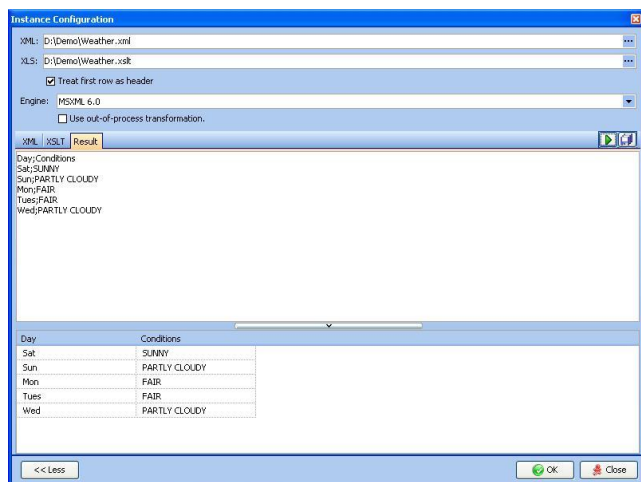 Instance Configuration
XML: D:\Demo\Weather.xml
XLS: D:\Demo\Weather.xslt
Treat first row as header
Engine: MSXML 6.0
Use out-of-process transformation.
XML XSLT Result
Day;Conditions
Sat;SUNNY
Sun;PARTLY CLOUDY
Mon;FAIR
Tues;FAIR
Wed;PARTLY CLOUDY
Day Conditions
Sat SUNNY
Sun PARTLY CLOUDY
Mon FAIR
Tues FAIR
Wed PARTLY CLOUDY
<< Less OK Close